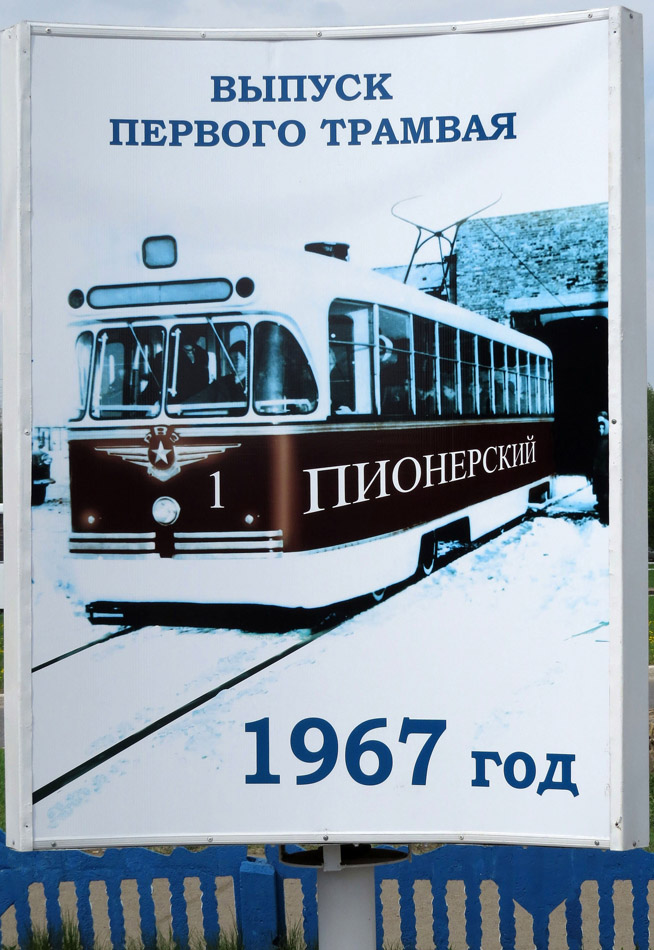 ВЫПУСК
ПЕРВОГО ТРАМВАЯ
1
ПИОНЕРСКИЙ
1967 год